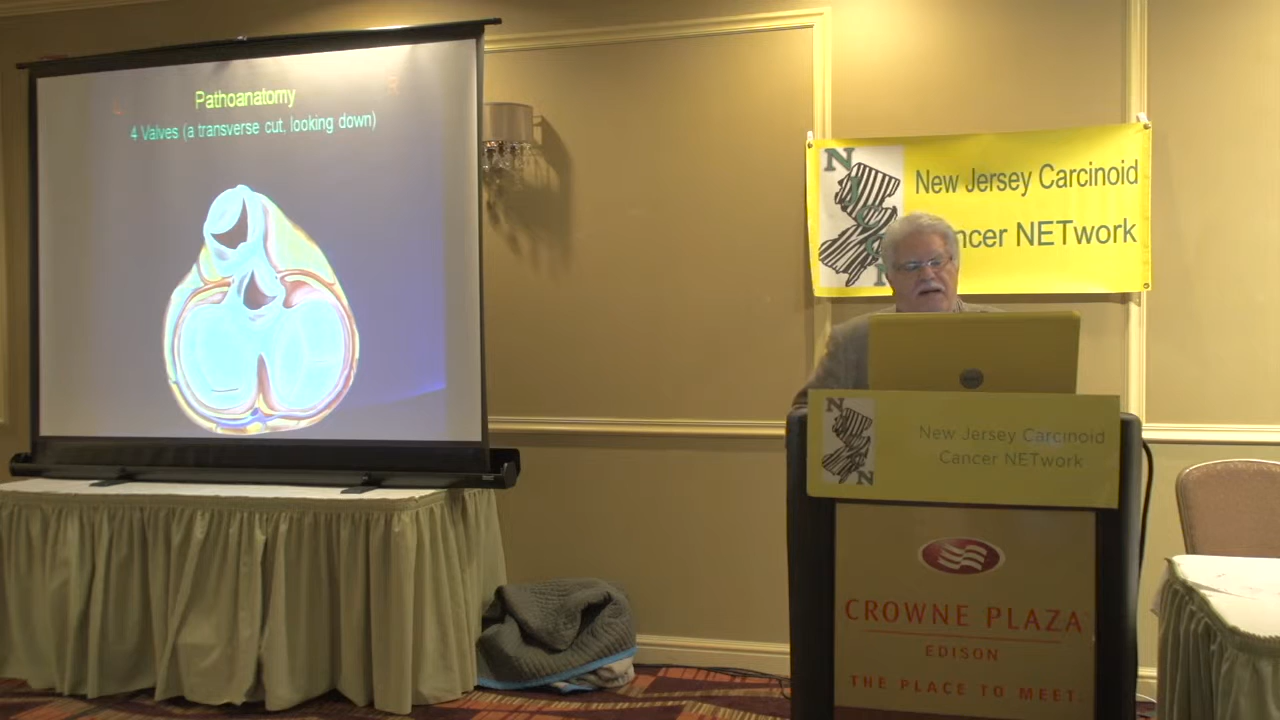 Pathoanatomy
4 Valves (a transverse cut, looking down)
N
J
C
C
N
New Jersey Carcinoid
Cancer NETwork
N
J
C
C
N
New Jersey Carcinoid
Cancer NETwork
CROWNE PLAZA
EDISON
THE PLACE TO MEET.